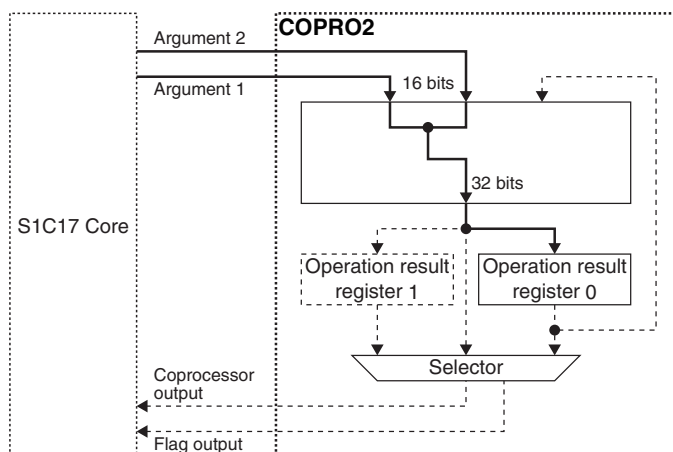 COPRO2
Argument 2
Argument 1
16 bits
32 bits
S1C17 Core
Operation result
register 1
Operation result
register 0
Selector
Coprocessor
output
Flag output